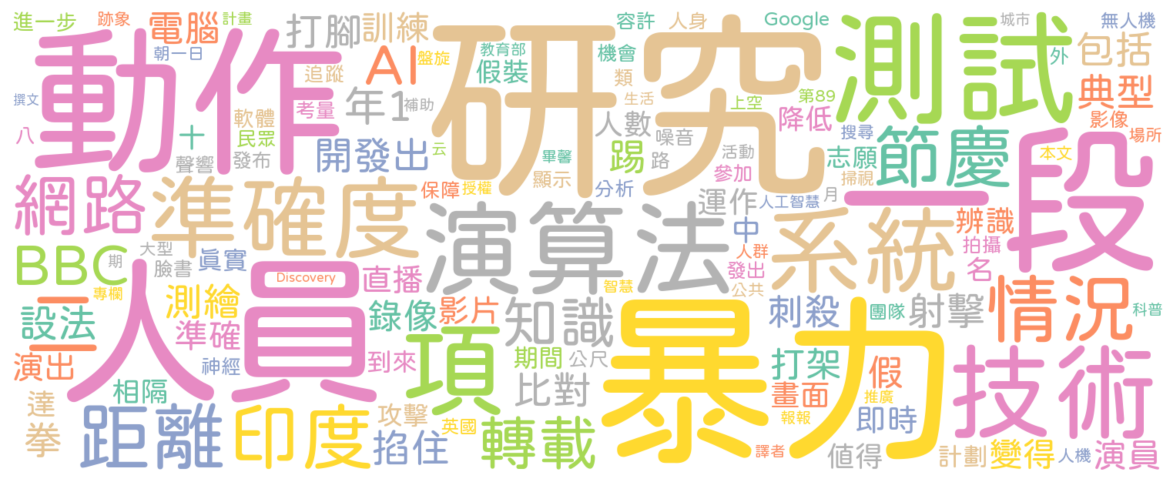 進一步 跡象 計畫 電腦 打腳 訓練 容許 人身 Google 城市 無人機
朝一日 動作 研究 測試 外 包括
撰文 追蹤 AI 盤旋 教育部 假裝 機會 類 典型
八 十 軟體 考量 年1 補助 生活 上空 第89 降低 影像
聲響 民眾 發布 開發出 云 畢馨 踢 人數 噪音 路 活動 搜尋 志願 節慶 本文 場所
網路 準確度 保障 授權 顯示 分析 參加 掃視 一段
演算法 運作 人工智慧 月 系統 辨識
BBC 期 大型 臉書 真實 Discovery 直播 中 人群 發出 拍攝 名
專欄 測繪 人員 錄像 影片 知識 智慧 公共 刺殺 團隊 射擊 情況 科普
設法 二 準確 神經 到來 項 期間 公尺 暴力 打架 假 技術
演出 相隔 比對 畫面 推廣 即時
達 拳 距離 印度 攻擊 掐住 英國 轉載 報報 譯者 值得 計劃 變得 人機 演員